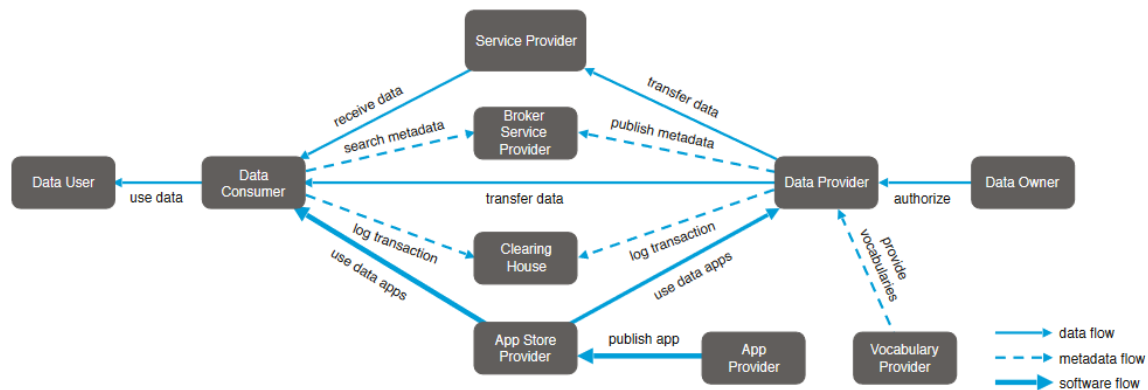 Service Provider
receive data
transfer data
search metadata
Broker
Service
Provider
publish metadata
Data User
use data
Data
Consumer
transfer data
Data Provider
authorize
Data Owner
log transaction
Clearing
House
log transaction
use data apps
use data apps
provide
vocabularies
App Store
Provider
publish app
App
Provider
Vocabulary
Provider
data flow
metadata flow
software flow